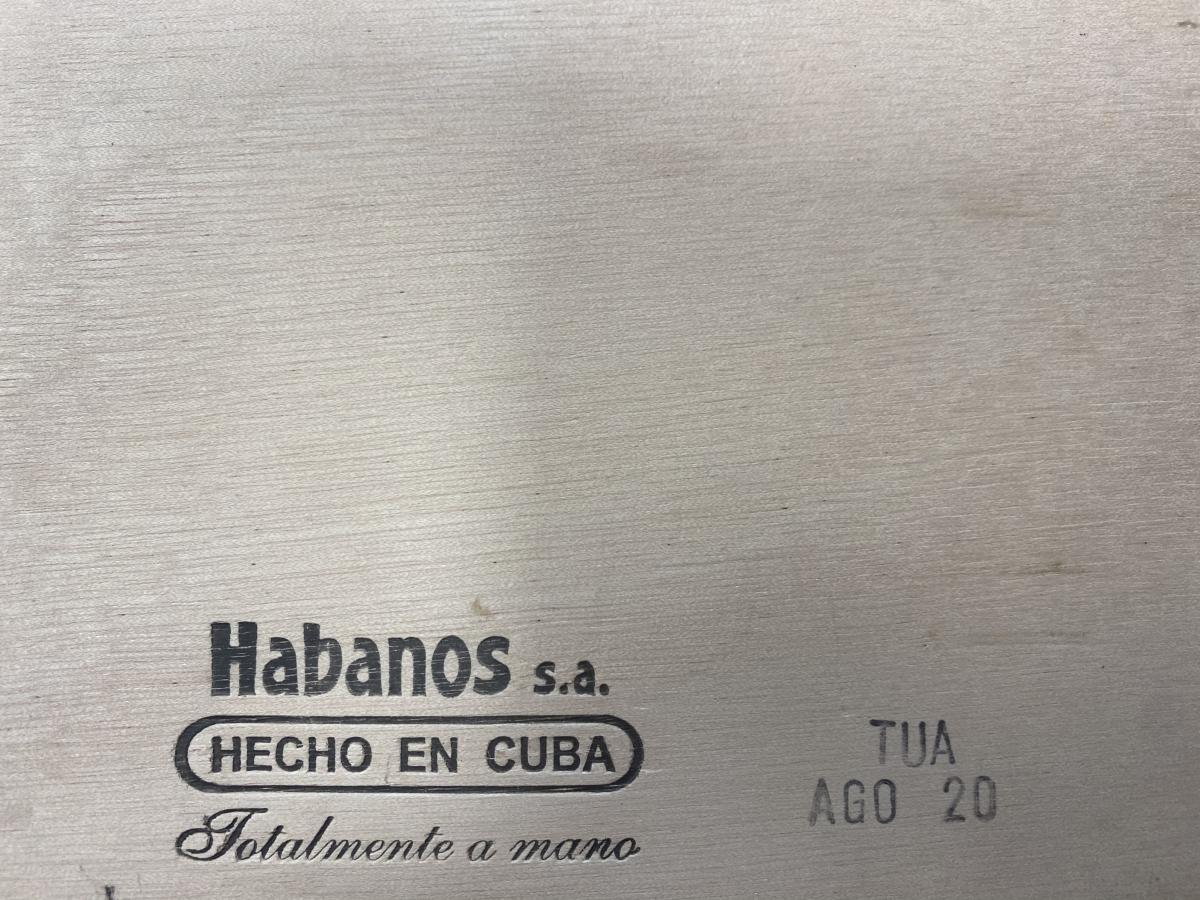 Habanos s.a.
HECHO EN CUBA
Totalmente a mano
TUA
AGO 20